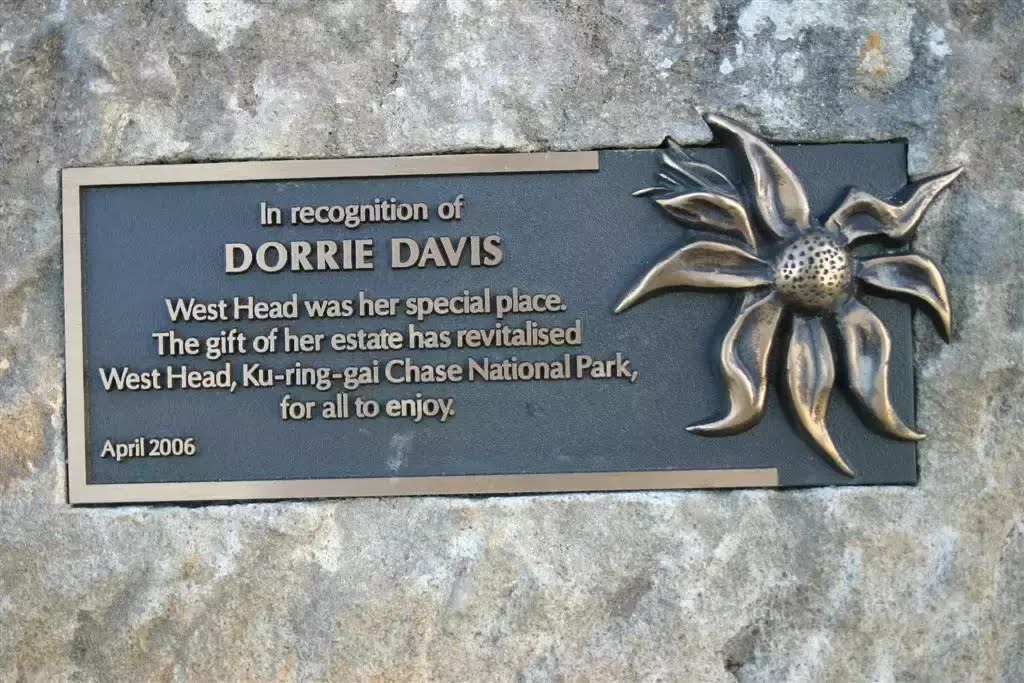 In recognition of
DORRIE DAVIS
West Head was her special place.
The gift of her estate has revitalised
West Head, Ku-ring-gai Chase National Park,
for all to enjoy.
April 2006